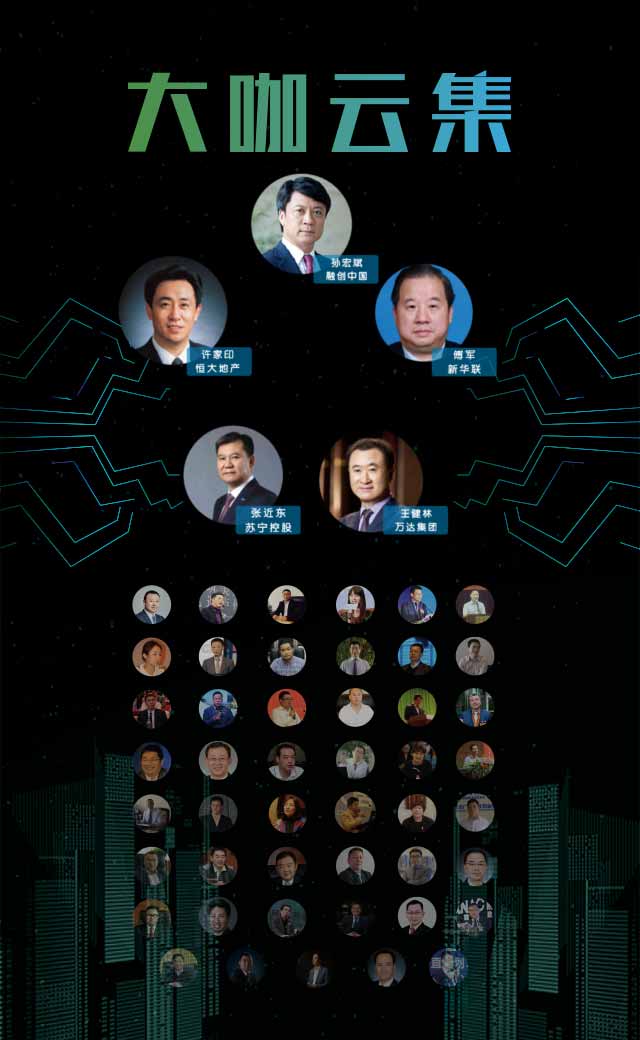 大咖云集
孙宏斌
融创中国
许家印
恒大地产
傅军
新华联
张近东
苏宁控股
王健林
万达集团